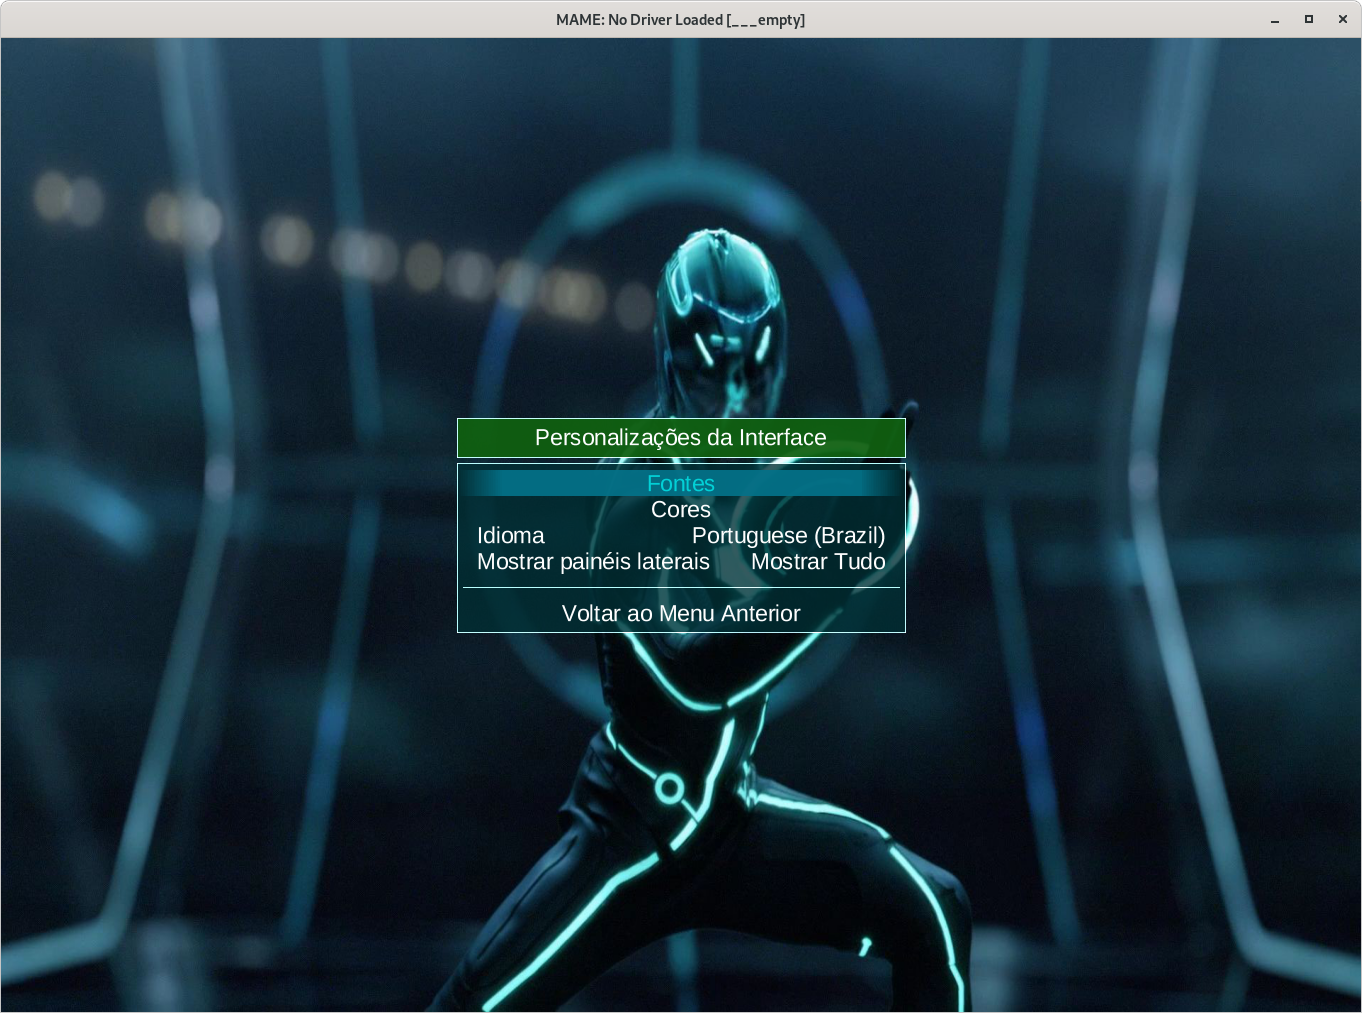 MAME: No Driver Loaded [___empty]
Personalizações da Interface
Fontes
Cores
Idioma Portuguese (Brazil)
Mostrar painéis laterais Mostrar Tudo
Voltar ao Menu Anterior